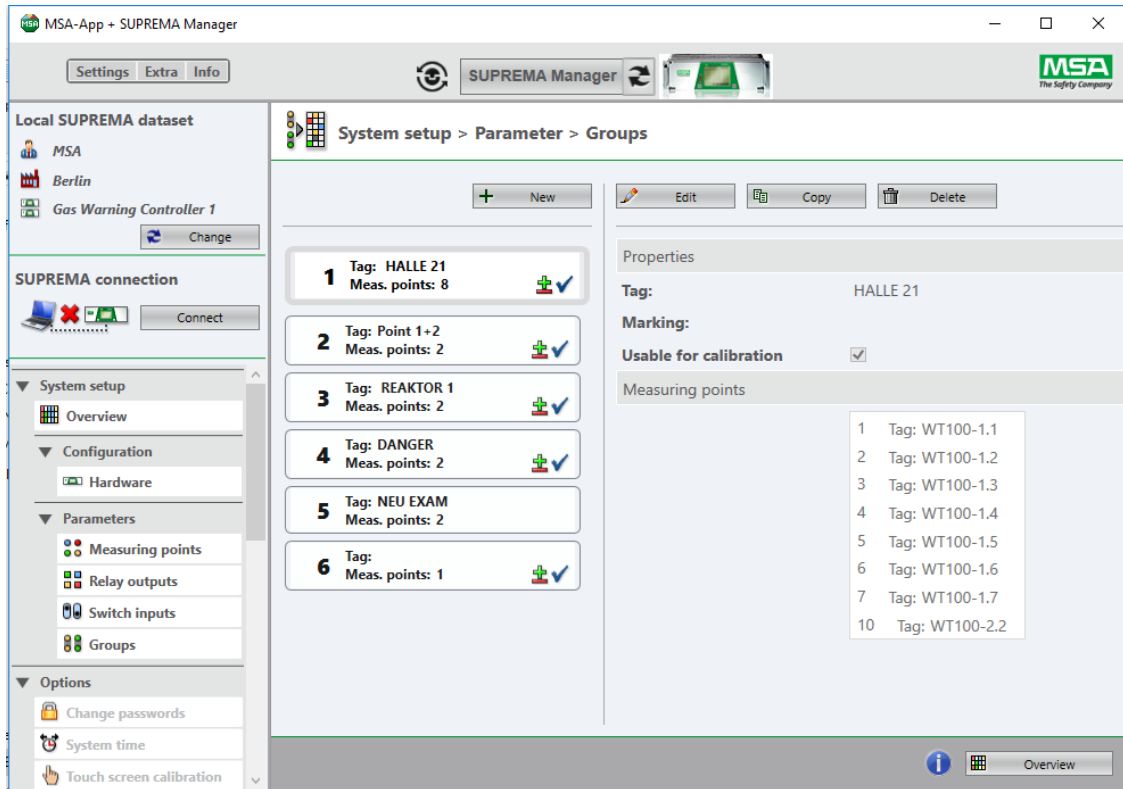 MSA-App + SUPREMA Manager
Settings Extra Info
SUPREMA Manager
MSA
The Safety Company
Local SUPREMA dataset
MSA
Berlin
Gas Warning Controller 1
Change
SUPREMA connection
Connect
System setup
Overview
Configuration
Hardware
Parameters
Measuring points
Relay outputs
Switch inputs
Groups
Options
Change passwords
System time
Touch screen calibration
System setup > Parameter > Groups
New
1
Tag: HALLE 21
Meas. points: 8
2
Tag: Point 1+2
Meas. points: 2
3
Tag: REAKTOR 1
Meas. points: 2
4
Tag: DANGER
Meas. points: 2
5
Tag: NEU EXAM
Meas. points: 2
6
Tag:
Meas. points: 1
Edit
Copy
Delete
Properties
Tag: HALLE 21
Marking:
Usable for calibration
Measuring points
1 Tag: WT100-1.1
2 Tag: WT100-1.2
3 Tag: WT100-1.3
4 Tag: WT100-1.4
5 Tag: WT100-1.5
6 Tag: WT100-1.6
7 Tag: WT100-1.7
10 Tag: WT100-2.2
Overview